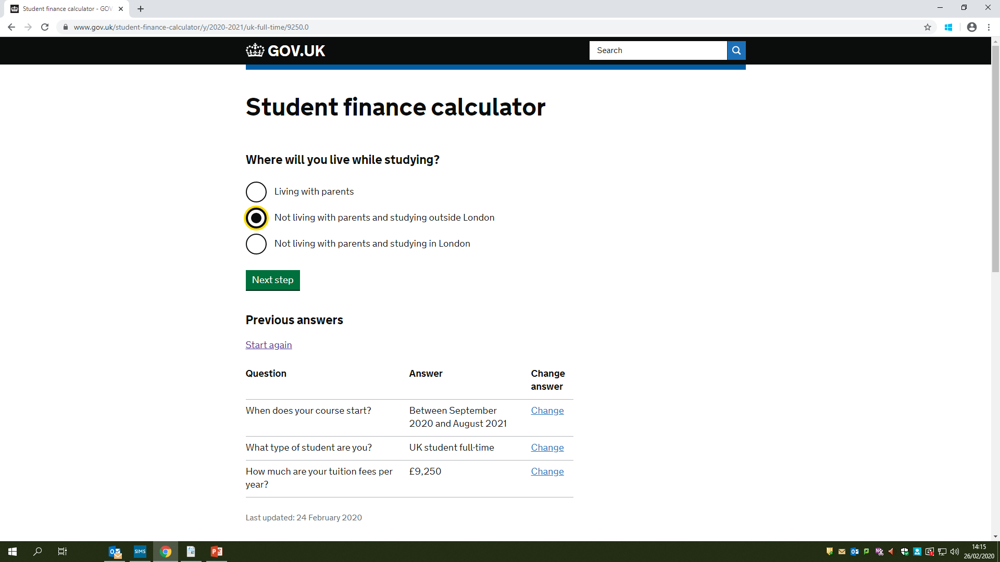 Student finance calculator - GOV
www.gov.uk/student-finance-calculator/y/2020-2021/uk-full-time/9250.0
GOV.UK
Search
Student finance calculator
Where will you live while studying?
Living with parents
Not living with parents and studying outside London
Not living with parents and studying in London
Next step
Previous answers
Start again
Question Answer Change answer
When does your course start? Between September 2020 and August 2021 Change
What type of student are you? UK student full-time Change
How much are your tuition fees per year? £9,250 Change
Last updated: 24 February 2020
SIMS
14:15
26/02/2020